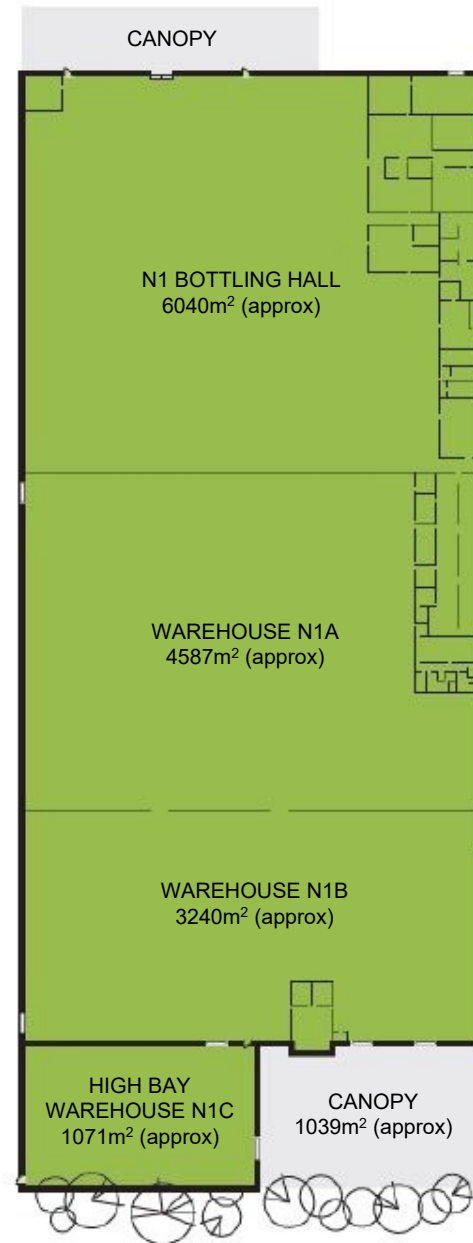 CANOPY
N1 BOTTLING HALL
6040m² (approx)
WAREHOUSE N1A
4587m² (approx)
WAREHOUSE N1B
3240m² (approx)
HIGH BAY
WAREHOUSE N1C
1071m² (approx)
CANOPY
1039m² (approx)